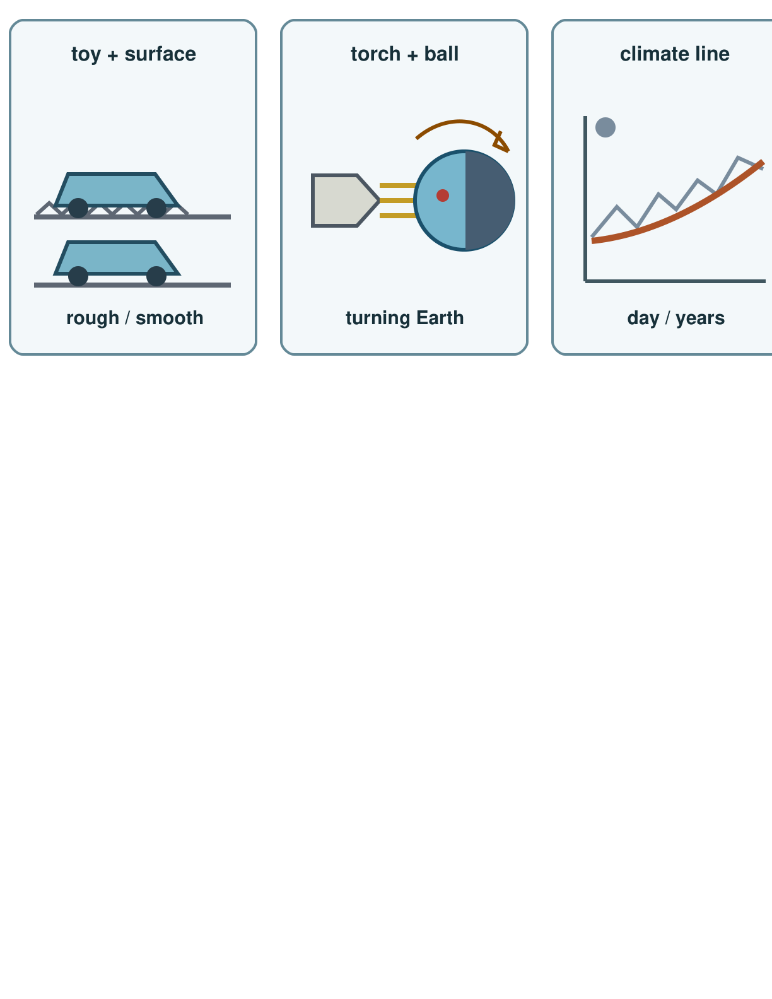 toy + surface
rough / smooth
torch + ball
turning Earth
climate line
day / years